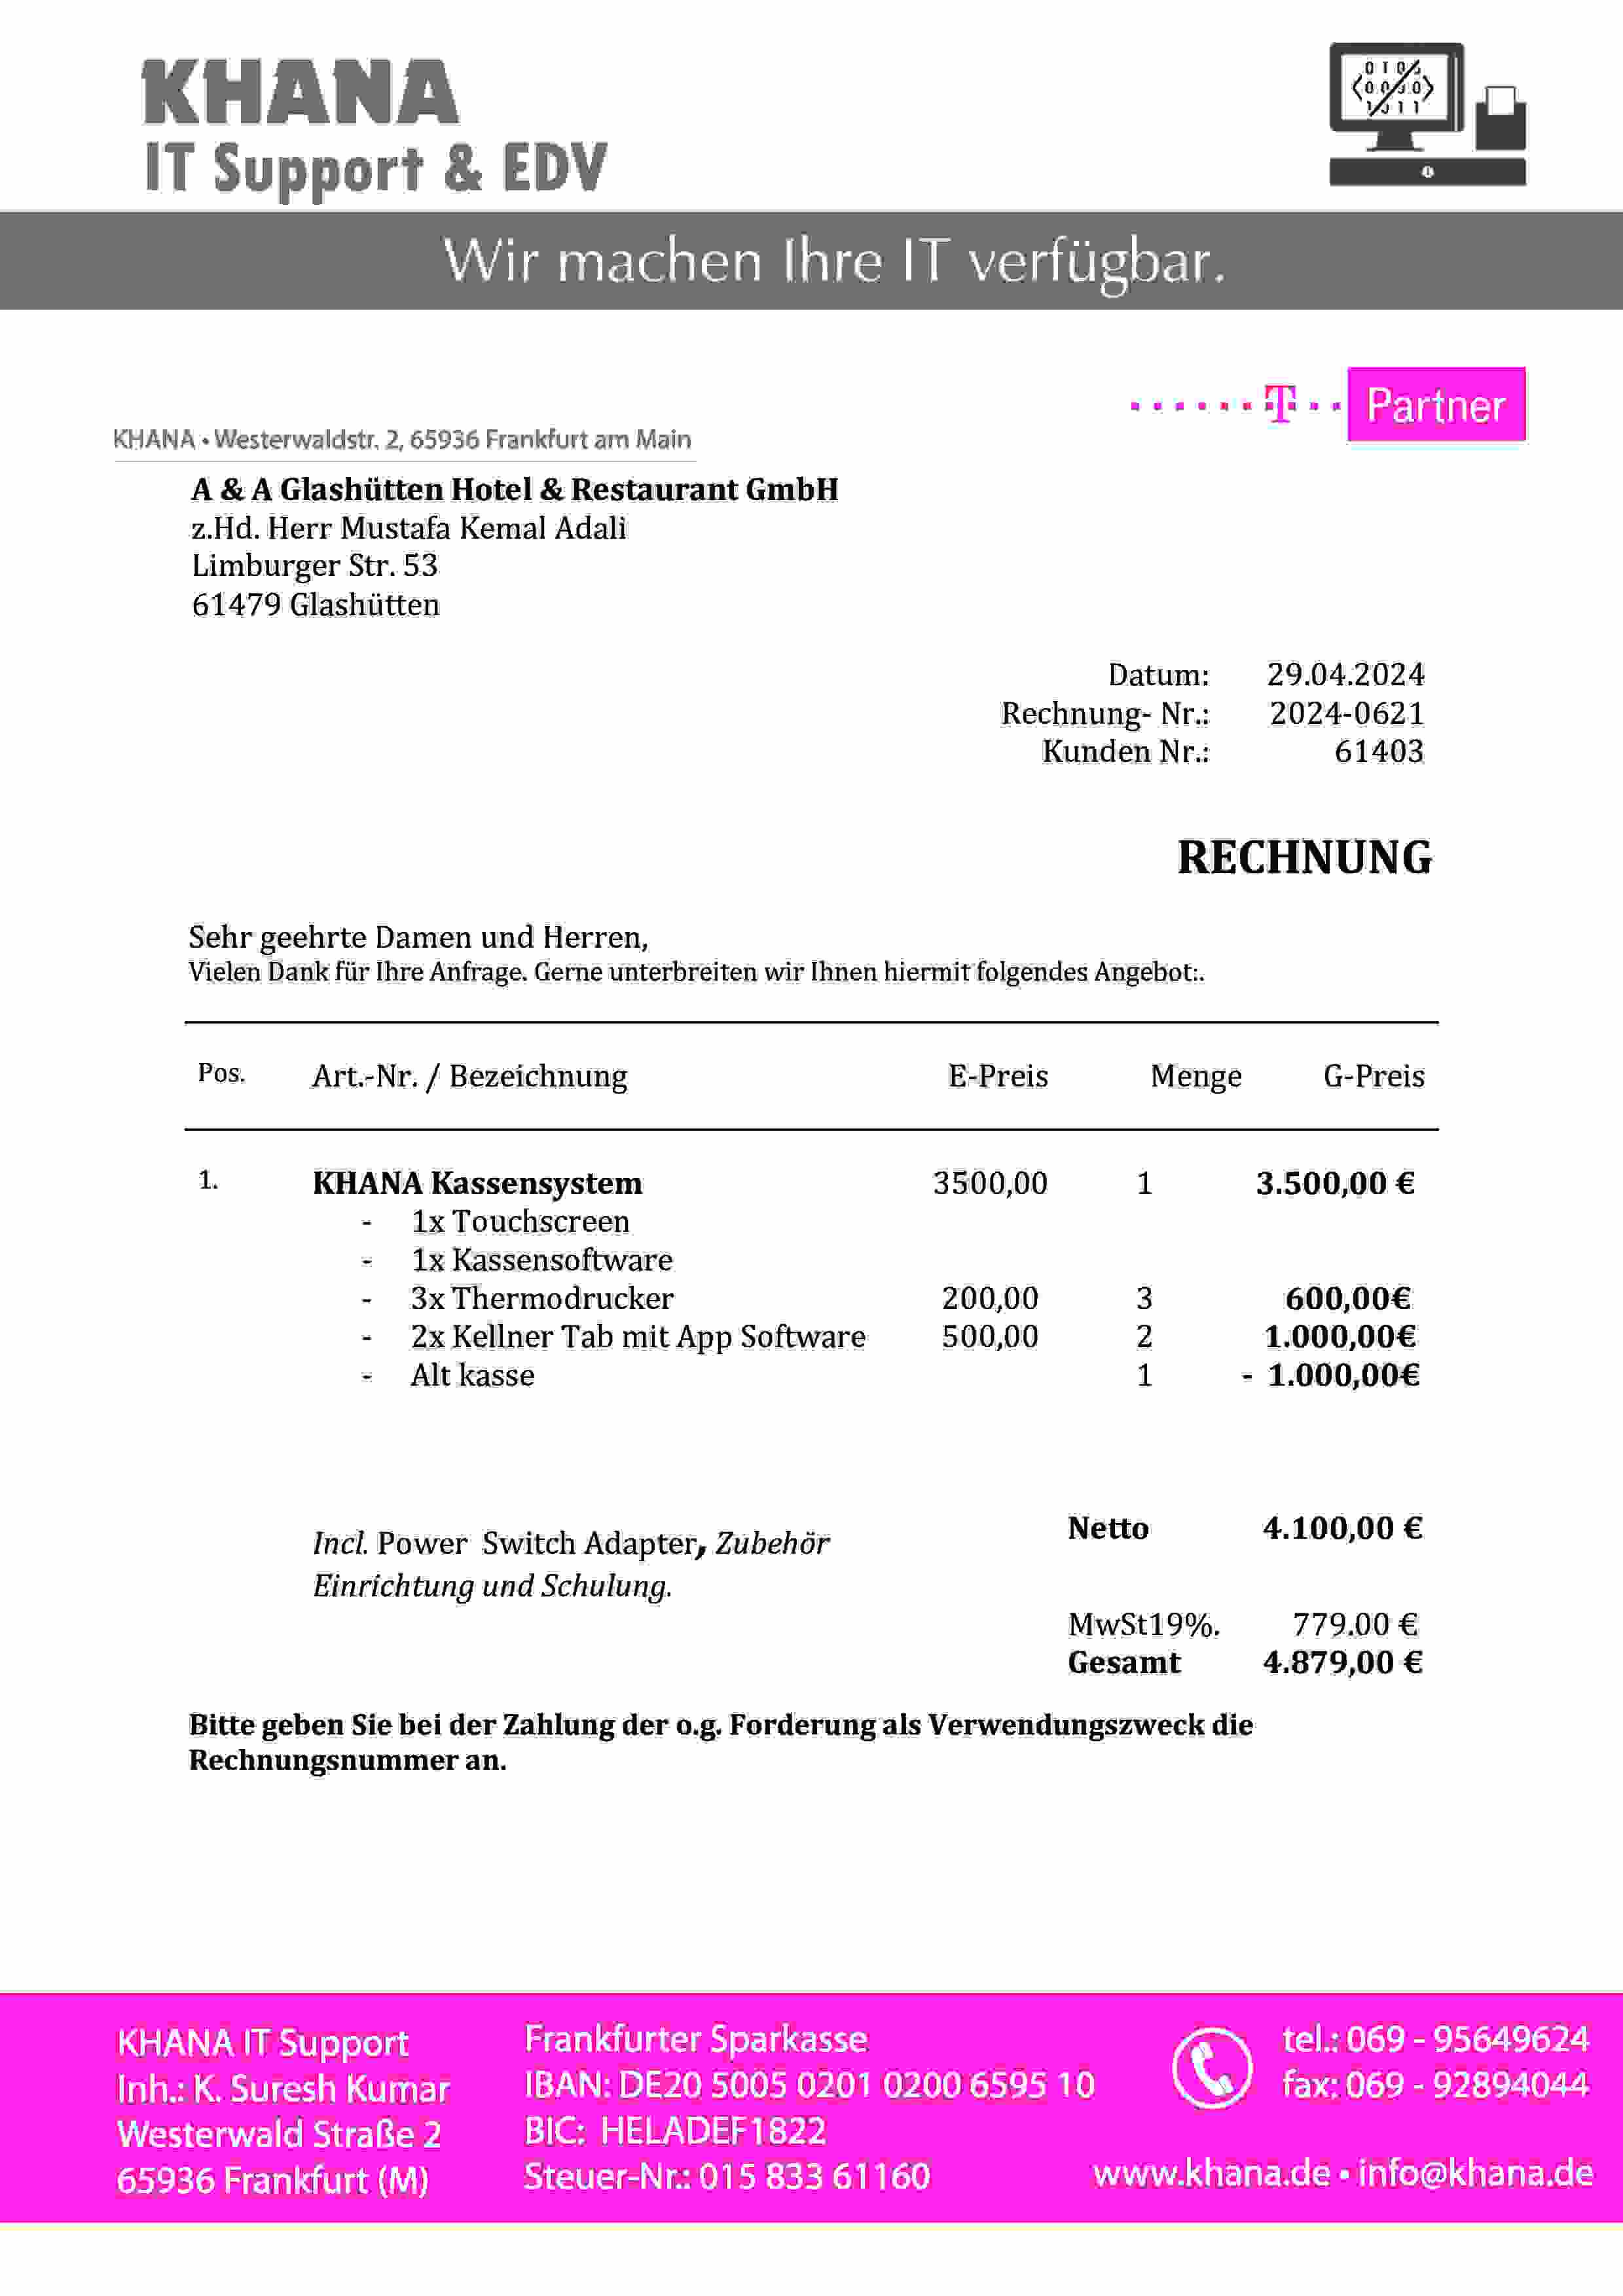 KHANA
IT Support & EDV
Wir machen Ihre IT verfügbar.
T Partner
KHANA • Westerwaldstr. 2, 65936 Frankfurt am Main
A & A Glashütten Hotel & Restaurant GmbH
z.Hd. Herr Mustafa Kemal Adali
Limburger Str. 53
61479 Glashütten
Datum: 29.04.2024
Rechnung- Nr.: 2024-0621
Kunden Nr.: 61403
RECHNUNG
Sehr geehrte Damen und Herren,
Vielen Dank für Ihre Anfrage. Gerne unterbreiten wir Ihnen hiermit folgendes Angebot:.
Pos. Art.-Nr. / Bezeichnung E-Preis Menge G-Preis
1. KHANA Kassensystem 3500,00 1 3.500,00 €
- 1x Touchscreen
- 1x Kassensoftware
- 3x Thermodrucker 200,00 3 600,00€
- 2x Kellner Tab mit App Software 500,00 2 1.000,00€
- Alt kasse 1 - 1.000,00€
Netto 4.100,00 €
Incl. Power Switch Adapter, Zubehör
Einrichtung und Schulung.
MwSt19%. 779.00 €
Gesamt 4.879,00 €
Bitte geben Sie bei der Zahlung der o.g. Forderung als Verwendungszweck die
Rechnungsnummer an.
KHANA IT Support
Inh.: K. Suresh Kumar
Westerwald Straße 2
65936 Frankfurt (M)
Frankfurter Sparkasse
IBAN: DE20 5005 0201 0200 6595 10
BIC: HELADEF1822
Steuer-Nr.: 015 833 61160
tel.: 069 - 95649624
fax: 069 - 92894044
www.khana.de • info@khana.de